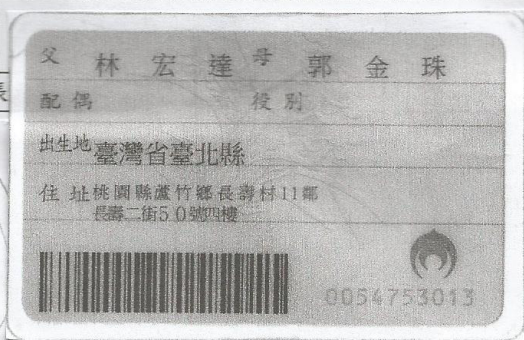 父 林宏達 母 郭金珠
配偶 役別
出生地 臺灣省臺北縣
住址 桃園縣蘆竹鄉長壽村11鄰
長壽二街50號四樓
0054753013